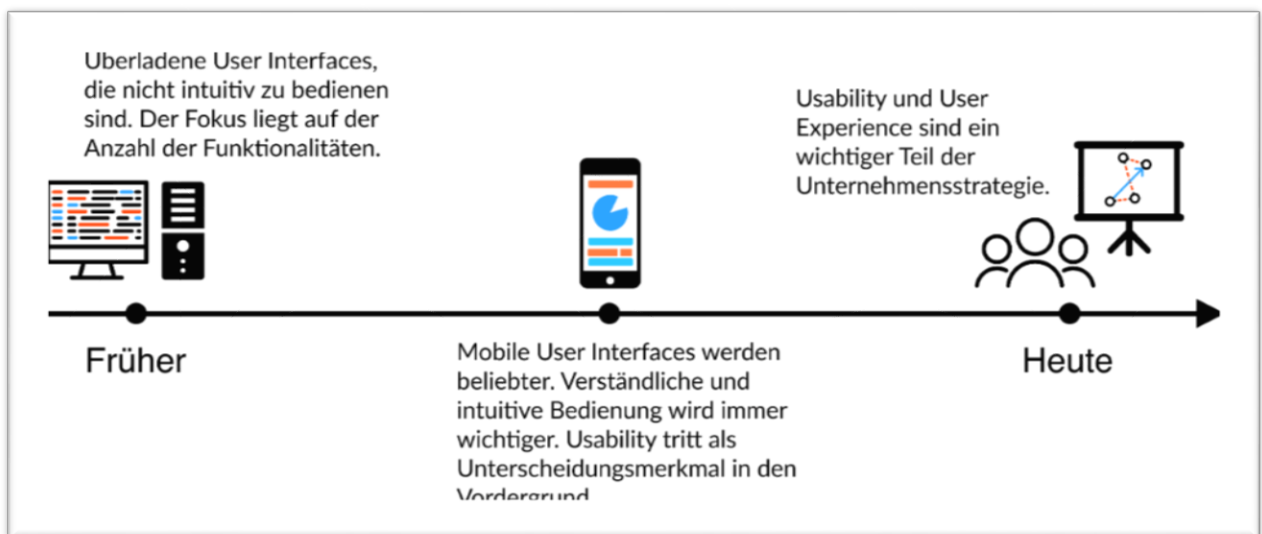 Überladene User Interfaces,
die nicht intuitiv zu bedienen
sind. Der Fokus liegt auf der
Anzahl der Funktionalitäten.
Usability und User
Experience sind ein
wichtiger Teil der
Unternehmensstrategie.
Früher
Heute
Mobile User Interfaces werden
beliebter. Verständliche und
intuitive Bedienung wird immer
wichtiger. Usability tritt als
Unterscheidungsmerkmal in den
Vordergrund